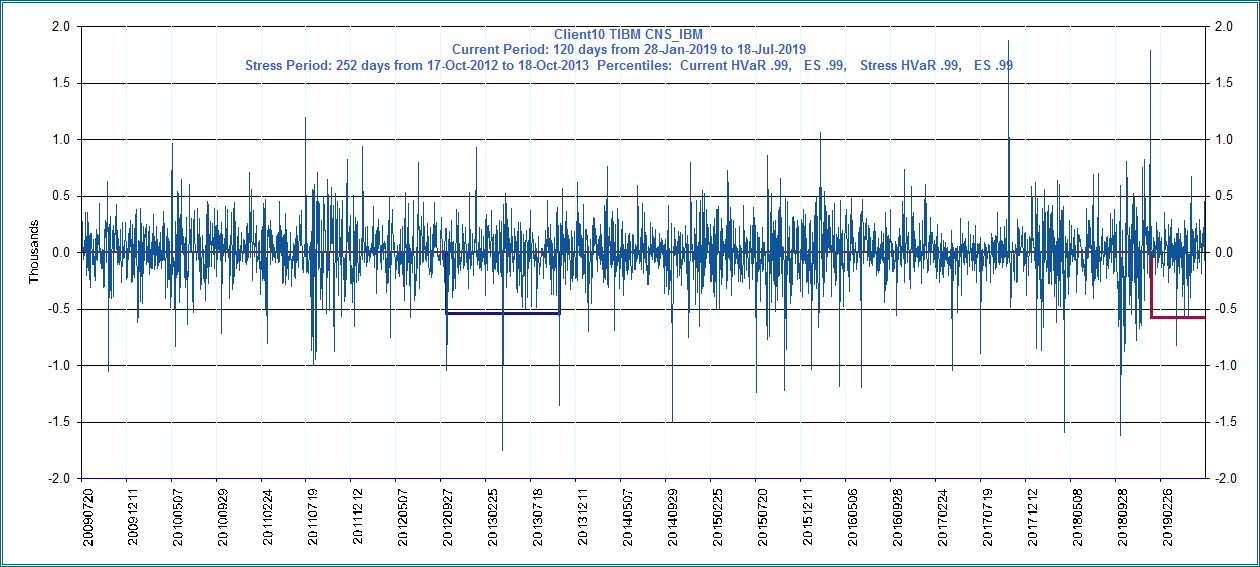 Client10 TIBM CNS_IBM
Current Period: 120 days from 28-Jan-2019 to 18-Jul-2019
Stress Period: 252 days from 17-Oct-2012 to 18-Oct-2013  Percentiles:  Current HVaR .99,   ES .99,   Stress HVaR .99,   ES .99
2.0 2.0
1.5 1.5
1.0 1.0
0.5 0.5
0.0 0.0
-0.5 -0.5
-1.0 -1.0
-1.5 -1.5
-2.0 -2.0
Thousands
20090720 20091211 20100507 20100929 20110224 20110719 20111212 20120507 20120927 20130225 20130718 20131211 20140507 20140929 20150225 20150720 20151211 20160506 20160928 20170224 20170719 20171212 20180508 20180928 20190226